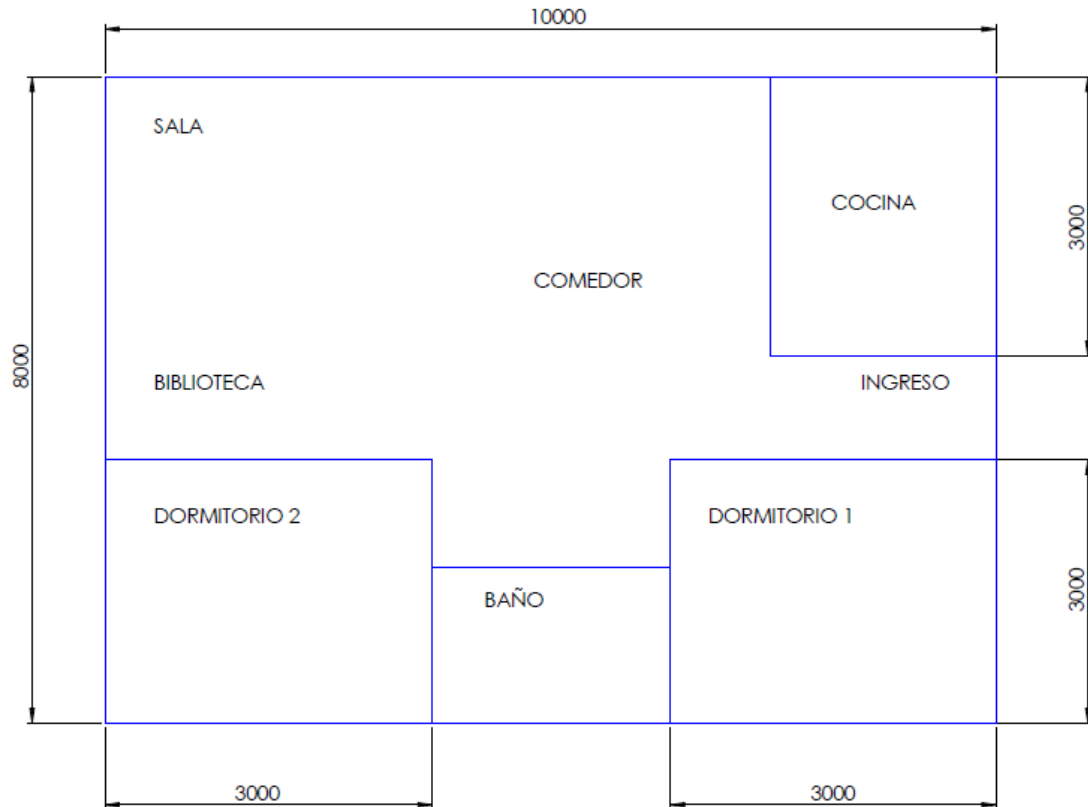 10000
SALA
COCINA
3000
COMEDOR
8000
BIBLIOTECA
INGRESO
DORMITORIO 2
DORMITORIO 1
3000
BAÑO
3000
3000